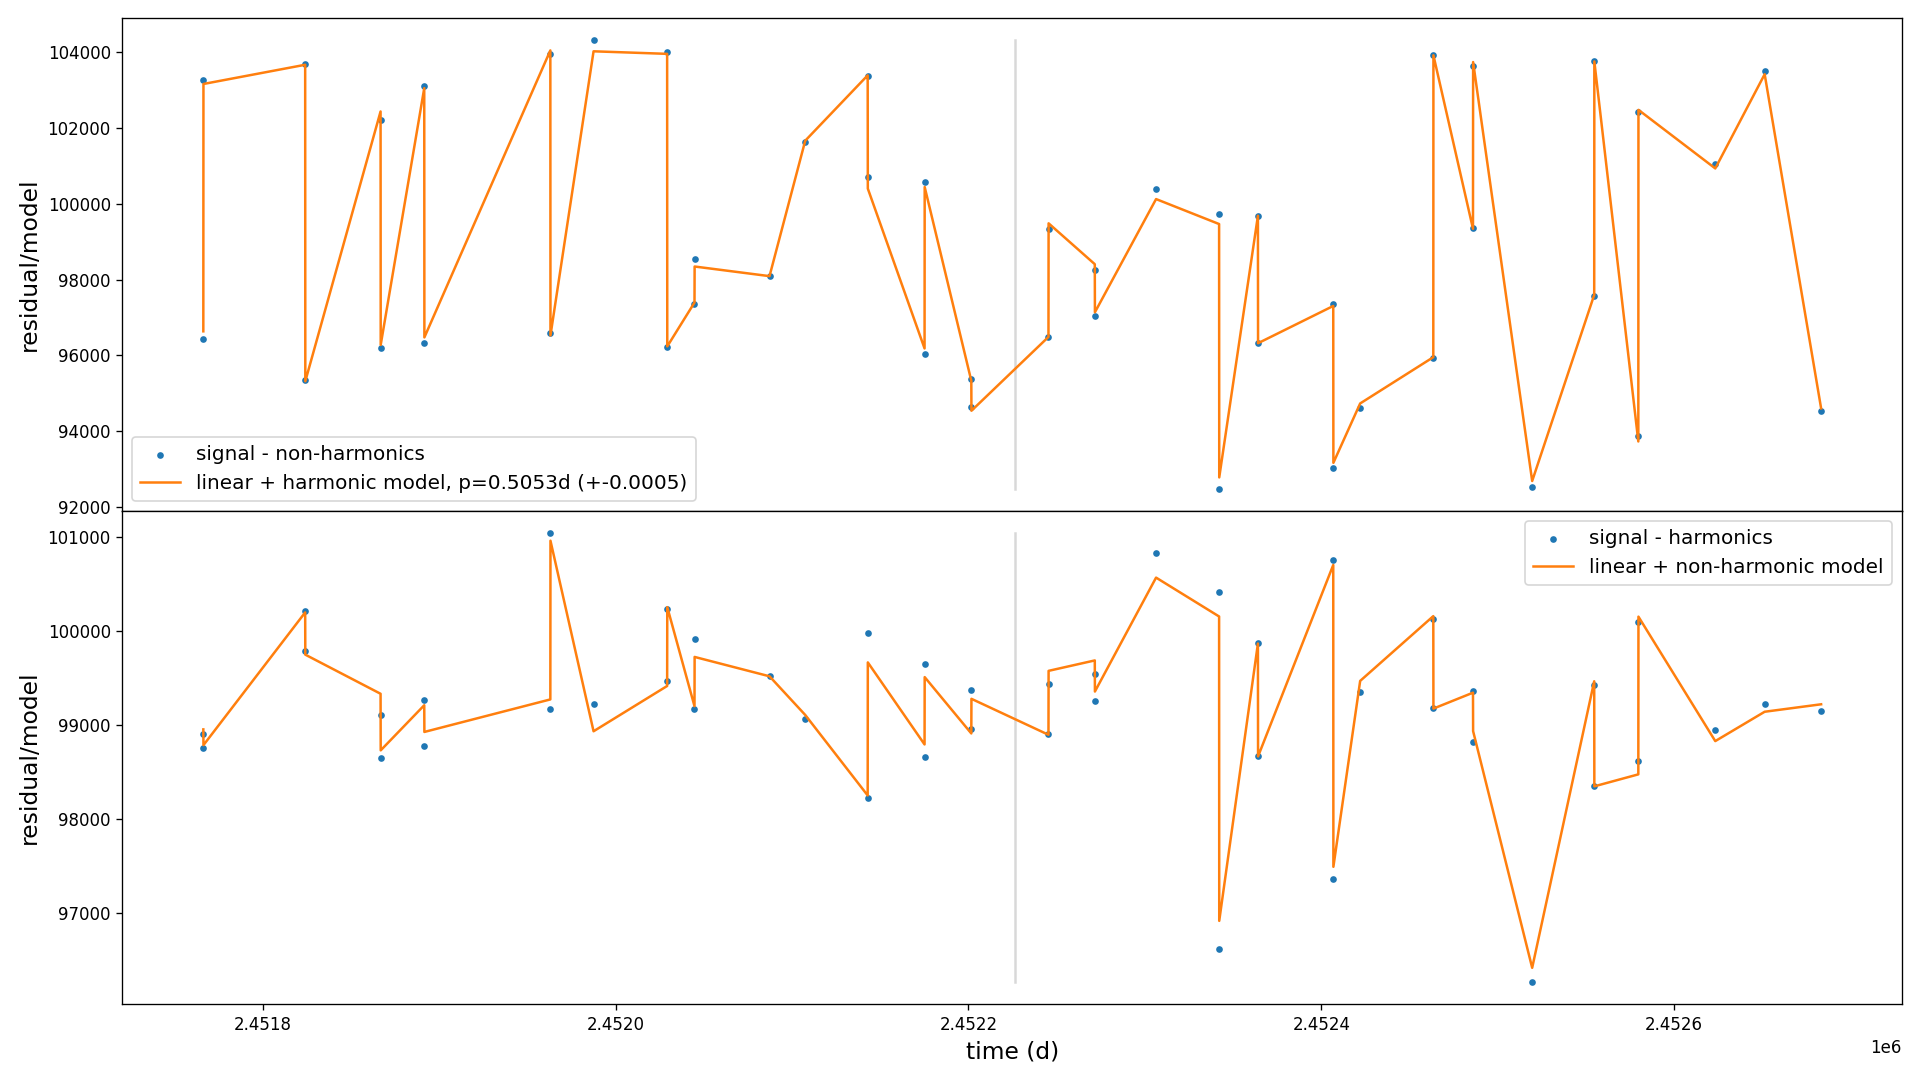 104000
102000
100000
98000
96000
94000
92000
residual/model
signal - non-harmonics
linear + harmonic model, p=0.5053d (+-0.0005)
101000
100000
99000
98000
97000
residual/model
signal - harmonics
linear + non-harmonic model
2.4518 2.4520 2.4522 2.4524 2.4526
1e6
time (d)